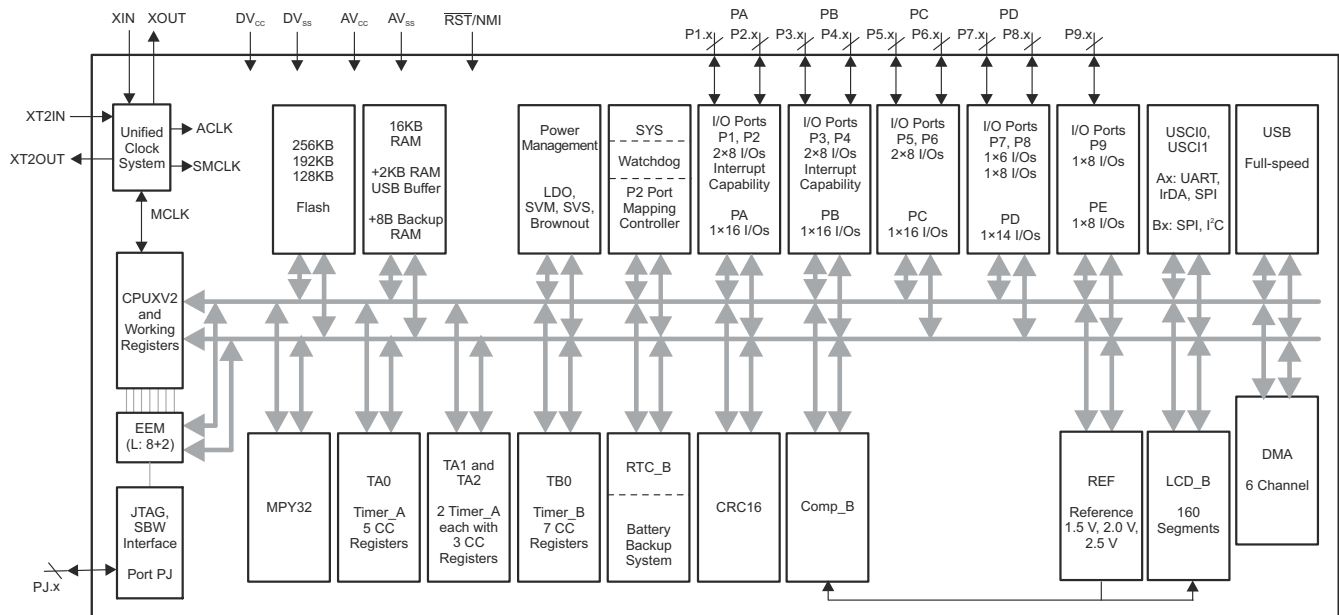 XIN XOUT DVCC DVSS AVCC AVSS RST/NMI PA PB PC PD
P1.x P2.x P3.x P4.x P5.x P6.x P7.x P8.x P9.x
XT2IN
XT2OUT
Unified
Clock
System
ACLK
SMCLK
MCLK
256KB
192KB
128KB
Flash
16KB
RAM
+2KB RAM
USB Buffer
+8B Backup
RAM
Power
Management
LDO,
SVM, SVS,
Brownout
SYS
Watchdog
P2 Port
Mapping
Controller
I/O Ports
P1, P2
2×8 I/Os
Interrupt
Capability
PA
1×16 I/Os
I/O Ports
P3, P4
2×8 I/Os
Interrupt
Capability
PB
1×16 I/Os
I/O Ports
P5, P6
2×8 I/Os
PC
1×16 I/Os
I/O Ports
P7, P8
1×6 I/Os
1×8 I/Os
PD
1×14 I/Os
I/O Ports
P9
1×8 I/Os
PE
1×8 I/Os
USCI0,
USCI1
Ax: UART,
IrDA, SPI
Bx: SPI, I²C
USB
Full-speed
CPUXV2
and
Working
Registers
EEM
(L: 8+2)
JTAG,
SBW
Interface
Port PJ
PJ.x
MPY32
TA0
Timer_A
5 CC
Registers
TA1 and
TA2
2 Timer_A
each with
3 CC
Registers
TB0
Timer_B
7 CC
Registers
RTC_B
Battery
Backup
System
CRC16
Comp_B
REF
Reference
1.5 V, 2.0 V,
2.5 V
LCD_B
160
Segments
DMA
6 Channel